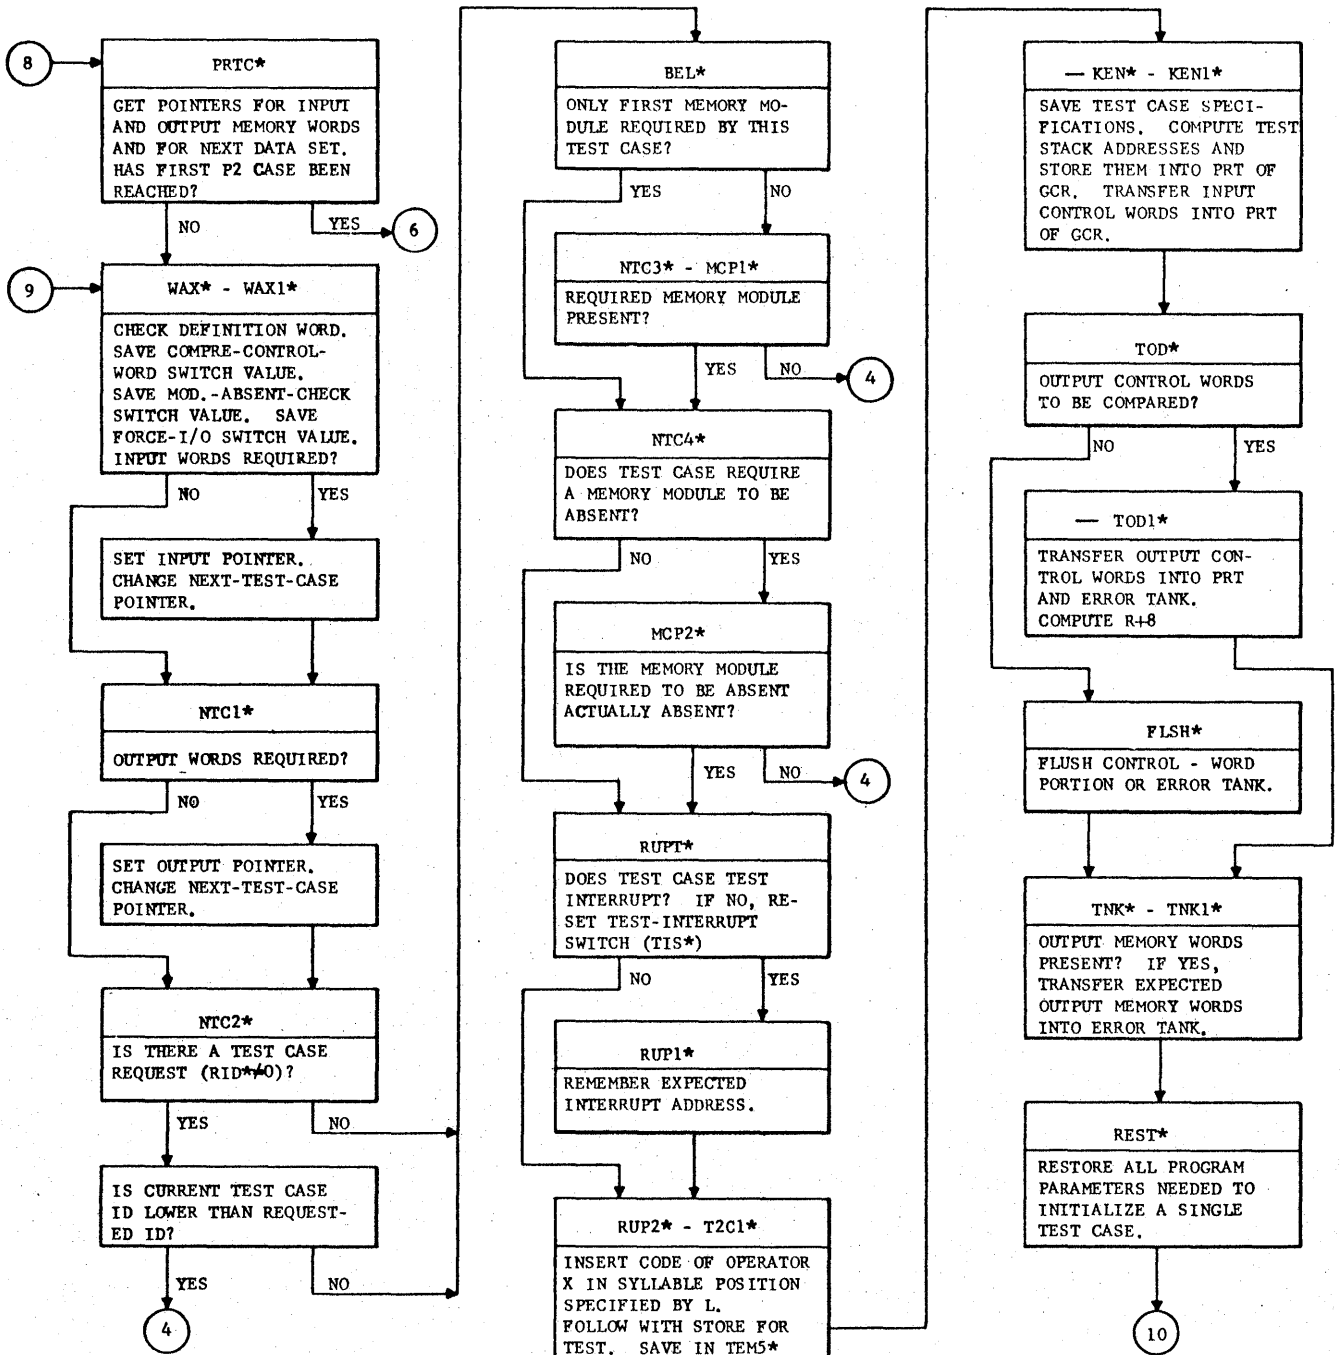 8
PRTC*
GET POINTERS FOR INPUT
AND OUTPUT MEMORY WORDS
AND FOR NEXT DATA SET.
HAS FIRST P2 CASE BEEN
REACHED?
NO
YES
6
9
WAX* - WAX1*
CHECK DEFINITION WORD.
SAVE COMPRE-CONTROL-
WORD SWITCH VALUE.
SAVE MOD.-ABSENT-CHECK
SWITCH VALUE. SAVE
FORCE-I/O SWITCH VALUE.
INPUT WORDS REQUIRED?
NO
YES
SET INPUT POINTER.
CHANGE NEXT-TEST-CASE
POINTER.
NTC1*
OUTPUT WORDS REQUIRED?
NO
YES
SET OUTPUT POINTER.
CHANGE NEXT-TEST-CASE
POINTER.
NTC2*
IS THERE A TEST CASE
REQUEST (RID*≠0)?
YES
NO
IS CURRENT TEST CASE
ID LOWER THAN REQUEST-
ED ID?
YES
NO
4
BEL*
ONLY FIRST MEMORY MO-
DULE REQUIRED BY THIS
TEST CASE?
YES
NO
NTC3* - MCP1*
REQUIRED MEMORY MODULE
PRESENT?
YES
NO
4
NTC4*
DOES TEST CASE REQUIRE
A MEMORY MODULE TO BE
ABSENT?
NO
YES
MCP2*
IS THE MEMORY MODULE
REQUIRED TO BE ABSENT
ACTUALLY ABSENT?
YES
NO
4
RUPT*
DOES TEST CASE TEST
INTERRUPT? IF NO, RE-
SET TEST-INTERRUPT
SWITCH (TIS*)
NO
YES
RUP1*
REMEMBER EXPECTED
INTERRUPT ADDRESS.
RUP2* - T2C1*
INSERT CODE OF OPERATOR
X IN SYLLABLE POSITION
SPECIFIED BY L.
FOLLOW WITH STORE FOR
TEST. SAVE IN TEM5*
— KEN* - KEN1*
SAVE TEST CASE SPECI-
FICATIONS. COMPUTE TEST
STACK ADDRESSES AND
STORE THEM INTO PRT OF
GCR. TRANSFER INPUT
CONTROL WORDS INTO PRT
OF GCR.
TOD*
OUTPUT CONTROL WORDS
TO BE COMPARED?
NO
YES
— TOD1*
TRANSFER OUTPUT CON-
TROL WORDS INTO PRT
AND ERROR TANK.
COMPUTE R+8
FLSH*
FLUSH CONTROL - WORD
PORTION OR ERROR TANK.
TNK* - TNK1*
OUTPUT MEMORY WORDS
PRESENT? IF YES,
TRANSFER EXPECTED
OUTPUT MEMORY WORDS
INTO ERROR TANK.
REST*
RESTORE ALL PROGRAM
PARAMETERS NEEDED TO
INITIALIZE A SINGLE
TEST CASE.
10